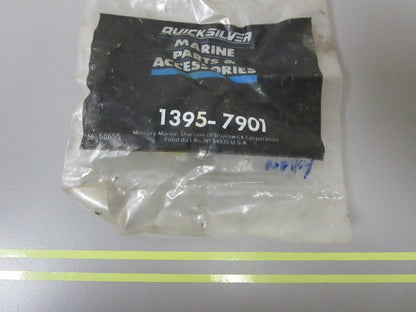 QUICKSILVER
MARINE
PARTS &
ACCESSORIES
1395-7901
Mercury Marine, Division of Brunswick Corporation
Fond du Lac, WI 54935 U.S.A.